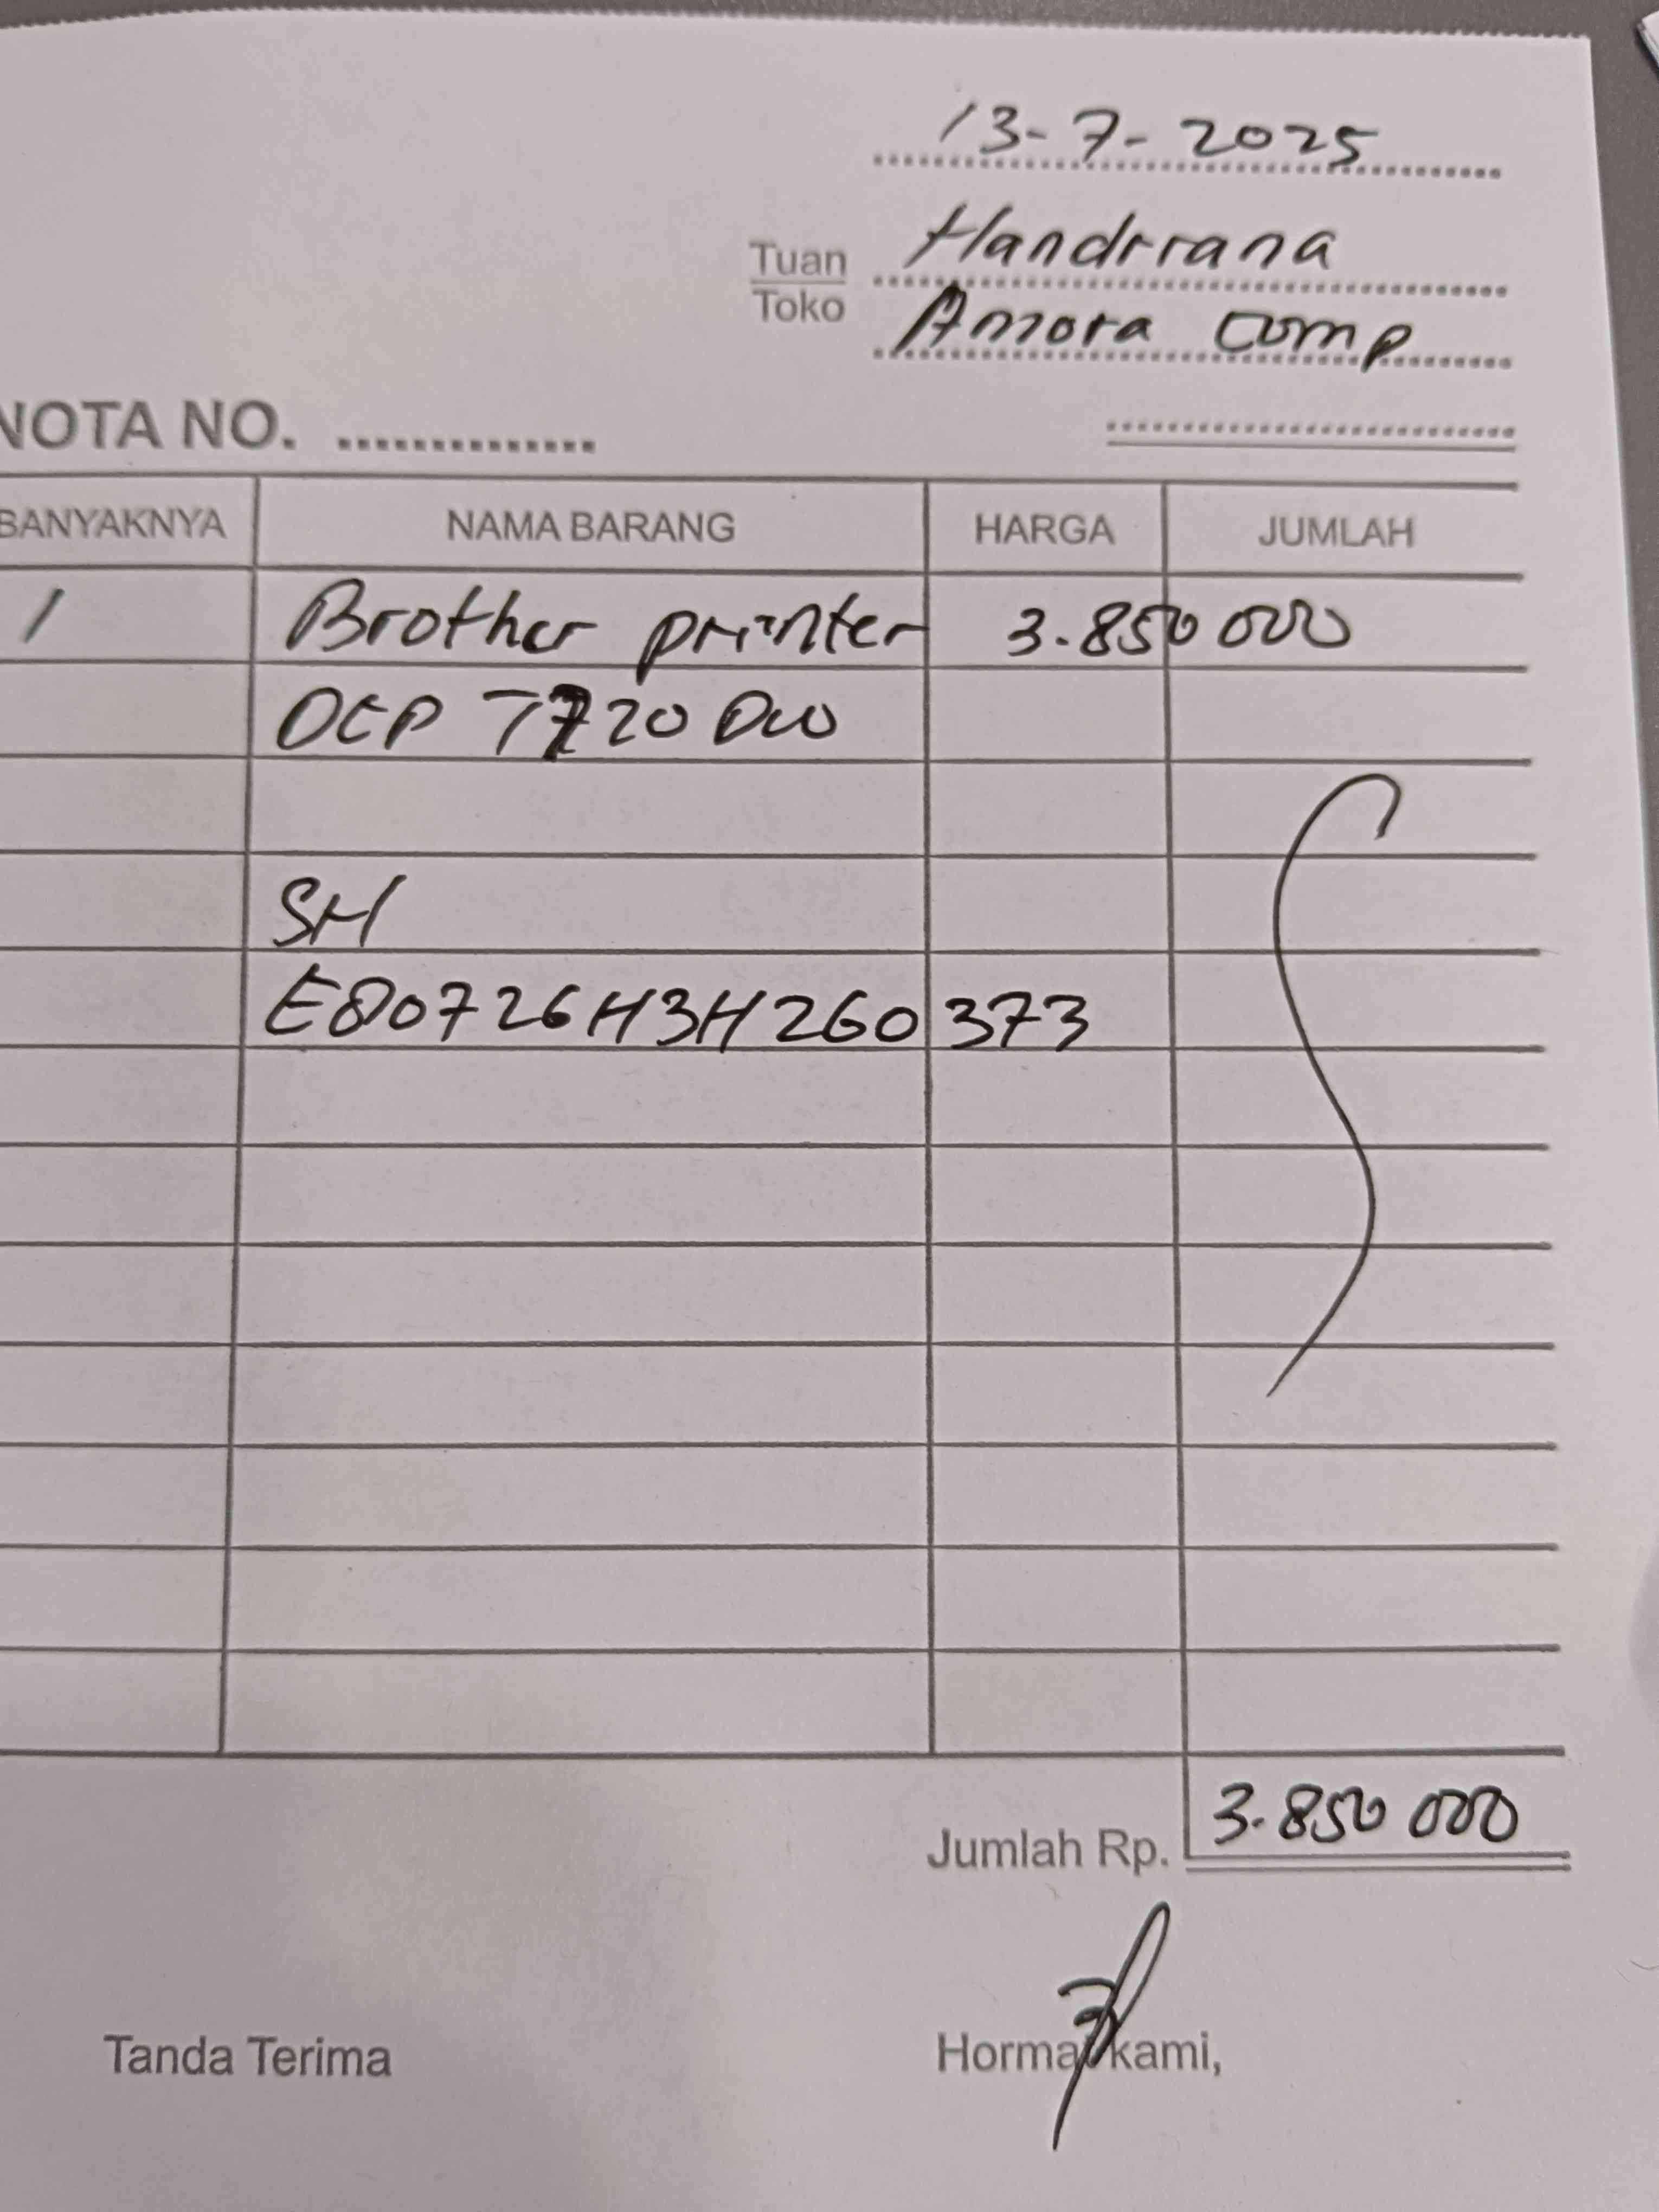 13-7-2025
Tuan Handrrana
Toko Amora comp
NOTA NO. ..............
BANYAKNYA NAMA BARANG HARGA JUMLAH
1 Brother printer 3.850 000
DCP T720 DW
SN
E80726H3H260373
Jumlah Rp. 3.850 000
Tanda Terima Hormat kami,